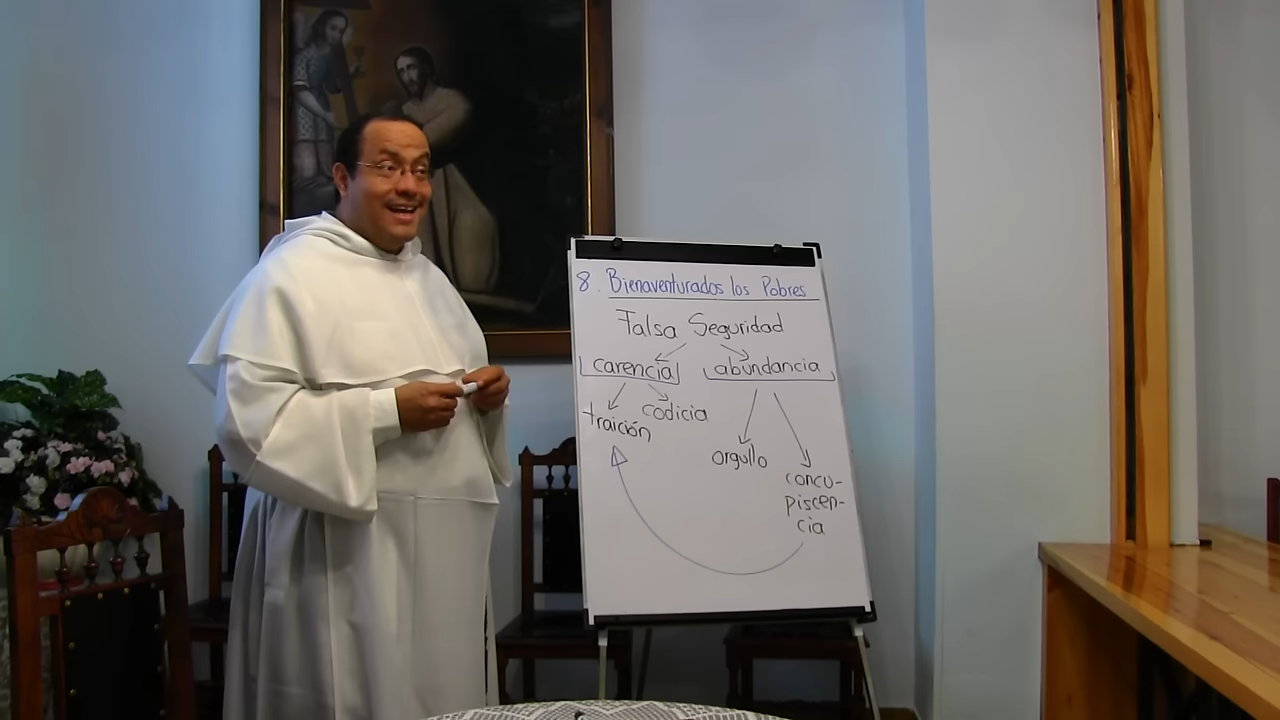 8. Bienaventurados los Pobres
Falsa Seguridad
carencia abundancia
traición codicia
orgullo
concu-
piscen-
cia